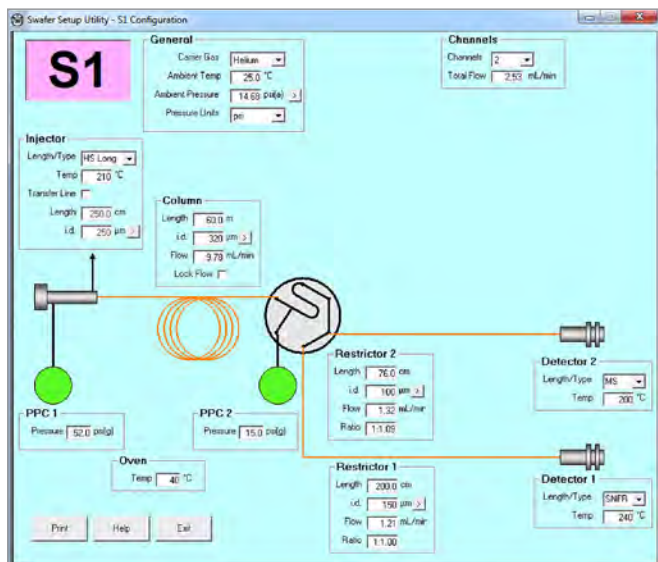 Swafer Setup Utility - S1 Configuration
S1
General
Carrier Gas Helium
Ambient Temp 25.0 °C
Ambient Pressure 14.68 psi(a) >
Pressure Units psi
Channels
Channels 2
Total Flow 2.53 mL/min
Injector
Length/Type HS Long
Temp 210 °C
Transfer Line
Length 250.0 cm
i.d. 250 µm >
Column
Length 60.0 m
i.d. 320 µm >
Flow 9.78 mL/min
Lock Flow
PPC 1
Pressure 52.0 psi(g)
PPC 2
Pressure 15.0 psi(g)
Oven
Temp 40 °C
Restrictor 2
Length 76.0 cm
i.d. 100 µm >
Flow 1.32 mL/min
Ratio 1:1.09
Detector 2
Length/Type MS
Temp 200 °C
Restrictor 1
Length 200.0 cm
i.d. 150 µm >
Flow 1.21 mL/min
Ratio 1:1.00
Detector 1
Length/Type SNFR
Temp 240 °C
Print Help Exit